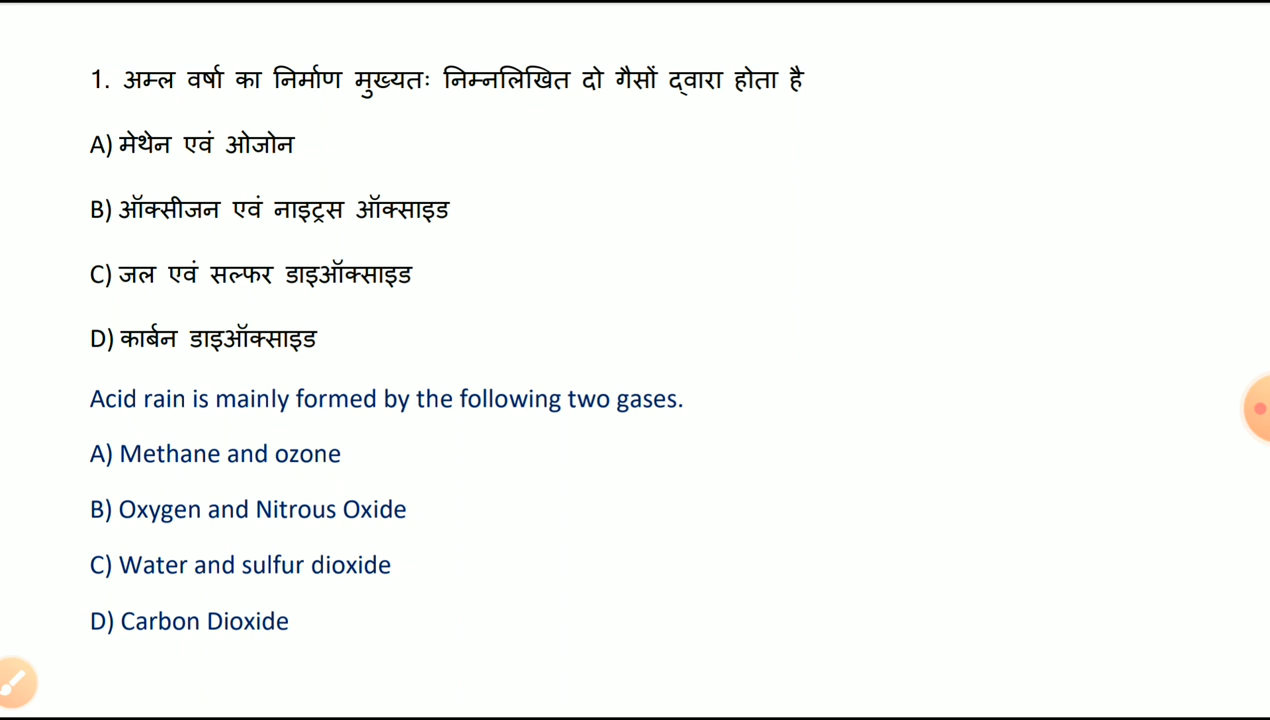 1. अम्ल वर्षा का निर्माण मुख्यतः निम्नलिखित दो गैसों द्वारा होता है
A) मेथेन एवं ओजोन
B) ऑक्सीजन एवं नाइट्रस ऑक्साइड
C) जल एवं सल्फर डाइऑक्साइड
D) कार्बन डाइऑक्साइड
Acid rain is mainly formed by the following two gases.
A) Methane and ozone
B) Oxygen and Nitrous Oxide
C) Water and sulfur dioxide
D) Carbon Dioxide